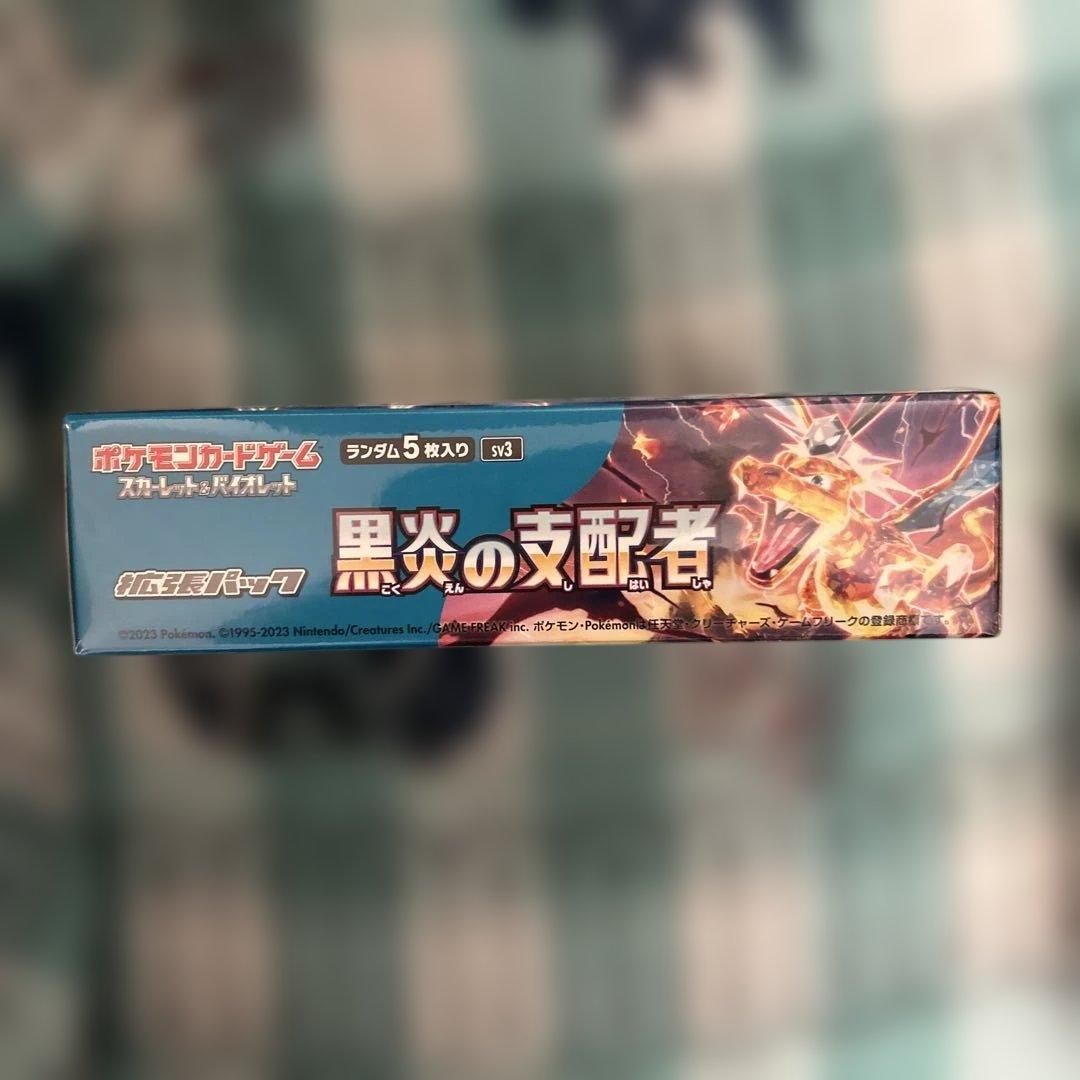 ポケモンカードゲーム
スカーレット&バイオレット
ランダム5枚入り SV3
拡張パック
黒炎の支配者
こく えん し はい しゃ
©2023 Pokémon. ©1995-2023 Nintendo/Creatures Inc./GAME FREAK inc. ポケモン・Pokémonは任天堂・クリーチャーズ・ゲームフリークの登録商標です。